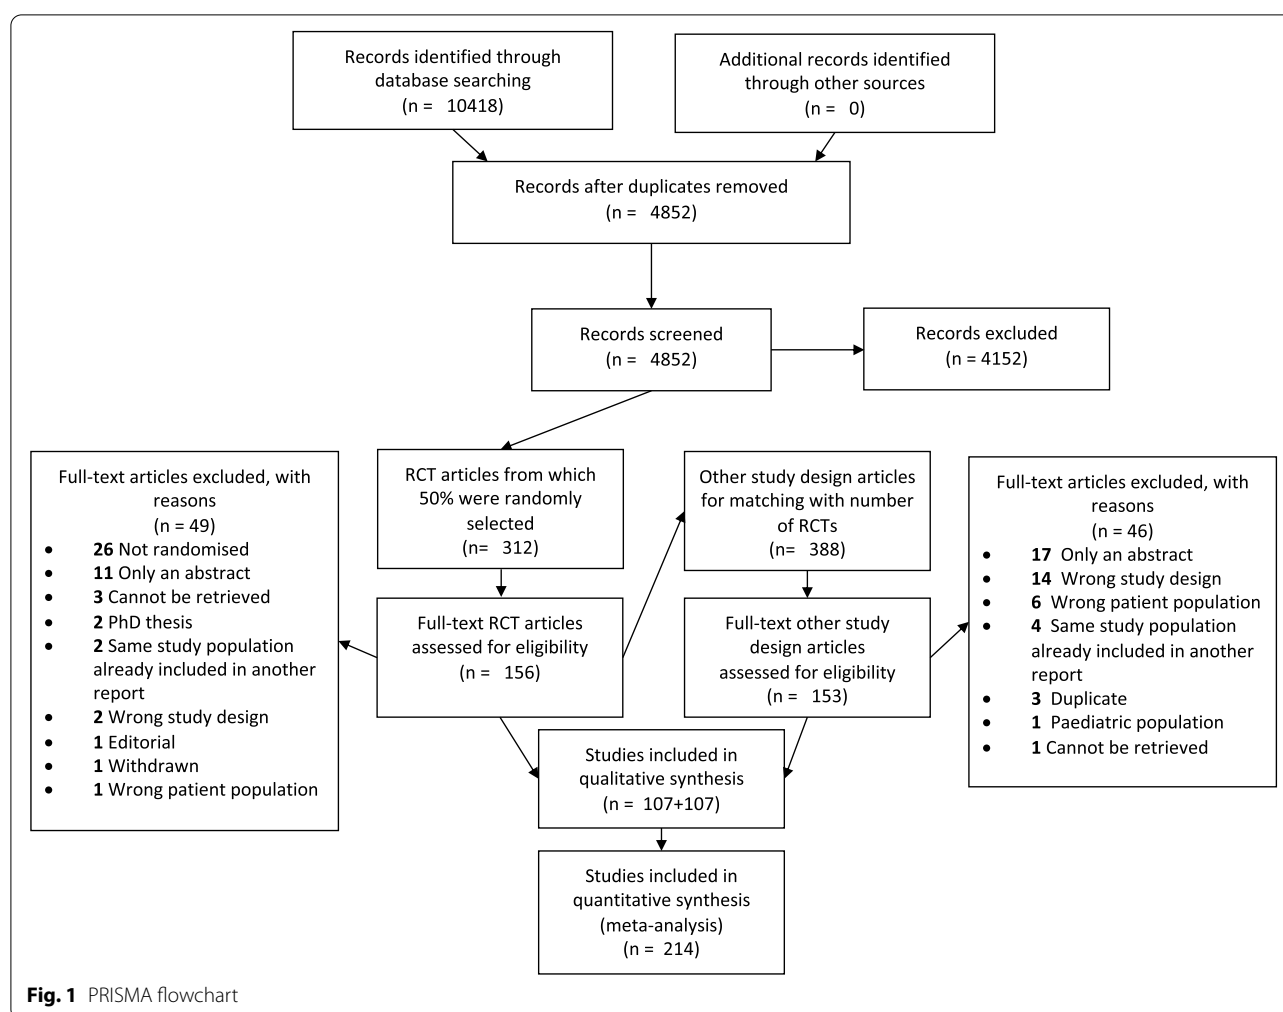 Records identified through
database searching
(n = 10418)
Additional records identified
through other sources
(n = 0)
Records after duplicates removed
(n = 4852)
Records screened
(n = 4852)
Records excluded
(n = 4152)
Full-text articles excluded, with
reasons
(n = 49)
• 26 Not randomised
• 11 Only an abstract
• 3 Cannot be retrieved
• 2 PhD thesis
• 2 Same study population
already included in another
report
• 2 Wrong study design
• 1 Editorial
• 1 Withdrawn
• 1 Wrong patient population
RCT articles from which
50% were randomly
selected
(n= 312)
Other study design articles
for matching with number
of RCTs
(n= 388)
Full-text articles excluded, with
reasons
(n = 46)
• 17 Only an abstract
• 14 Wrong study design
• 6 Wrong patient population
• 4 Same study population
already included in another
report
• 3 Duplicate
• 1 Paediatric population
• 1 Cannot be retrieved
Full-text RCT articles
assessed for eligibility
(n = 156)
Full-text other study
design articles
assessed for eligibility
(n = 153)
Studies included in
qualitative synthesis
(n = 107+107)
Studies included in
quantitative synthesis
(meta-analysis)
(n = 214)
Fig. 1 PRISMA flowchart